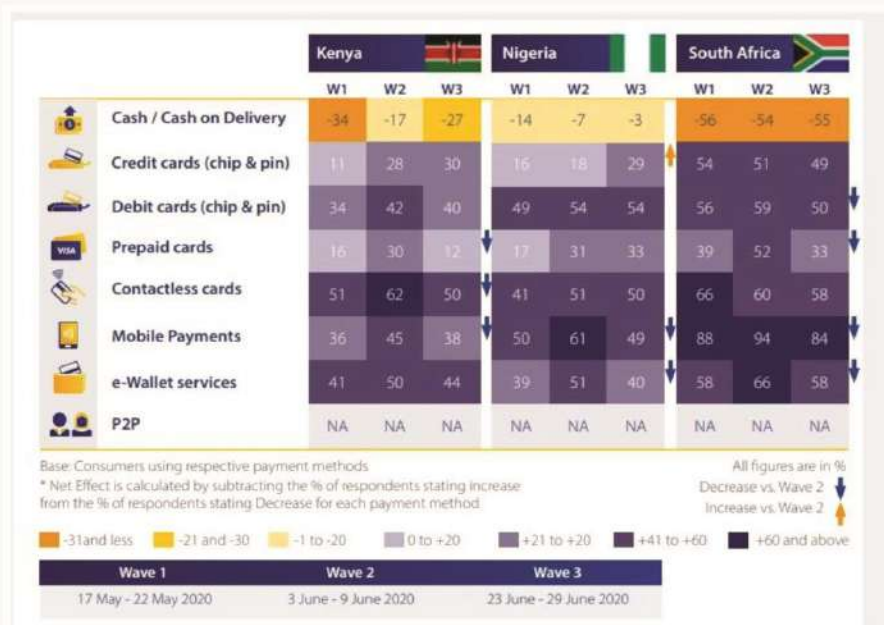 Kenya Nigeria South Africa
W1 W2 W3 W1 W2 W3 W1 W2 W3
Cash / Cash on Delivery -34 -17 -27 -14 -7 -3 -56 -54 -55
Credit cards (chip & pin) 11 28 30 16 18 29 54 51 49
Debit cards (chip & pin) 34 42 40 49 54 54 56 59 50
VISA Prepaid cards 16 30 12 17 31 33 39 52 33
Contactless cards 51 62 50 41 51 50 66 60 58
Mobile Payments 36 45 38 50 61 49 88 94 84
e-Wallet services 41 50 44 39 51 40 58 66 58
P2P NA NA NA NA NA NA NA NA NA
Base: Consumers using respective payment methods All figures are in %
* Net Effect is calculated by subtracting the % of respondents stating increase Decrease vs. Wave 2
from the % of respondents stating Decrease for each payment method Increase vs. Wave 2
-31and less -21 and -30 -1 to -20 0 to +20 +21 to +20 +41 to +60 +60 and above
Wave 1 Wave 2 Wave 3
17 May - 22 May 2020 3 June - 9 June 2020 23 June - 29 June 2020